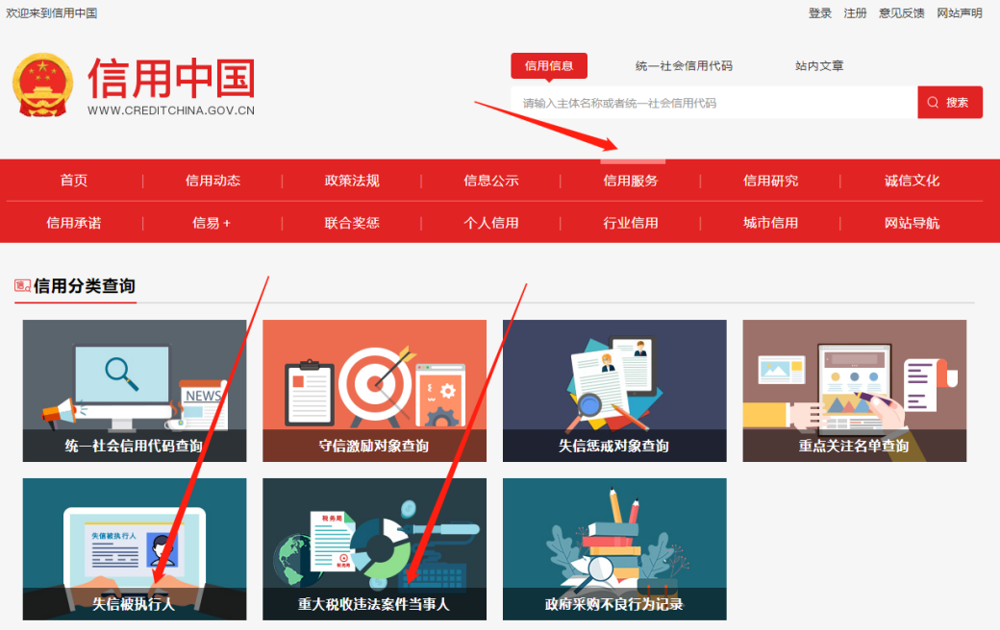 欢迎来到信用中国
登录 注册 意见反馈 网站声明
信用中国
WWW.CREDITCHINA.GOV.CN
信用信息 统一社会信用代码 站内文章
请输入主体名称或者统一社会信用代码
搜索
首页 信用动态 政策法规 信息公示 信用服务 信用研究 诚信文化
信用承诺 信易+ 联合奖惩 个人信用 行业信用 城市信用 网站导航
信用分类查询
NEWS
统一社会信用代码查询 守信激励对象查询 失信惩戒对象查询 重点关注名单查询
失信被执行人
税务局
失信被执行人 重大税收违法案件当事人 政府采购不良行为记录